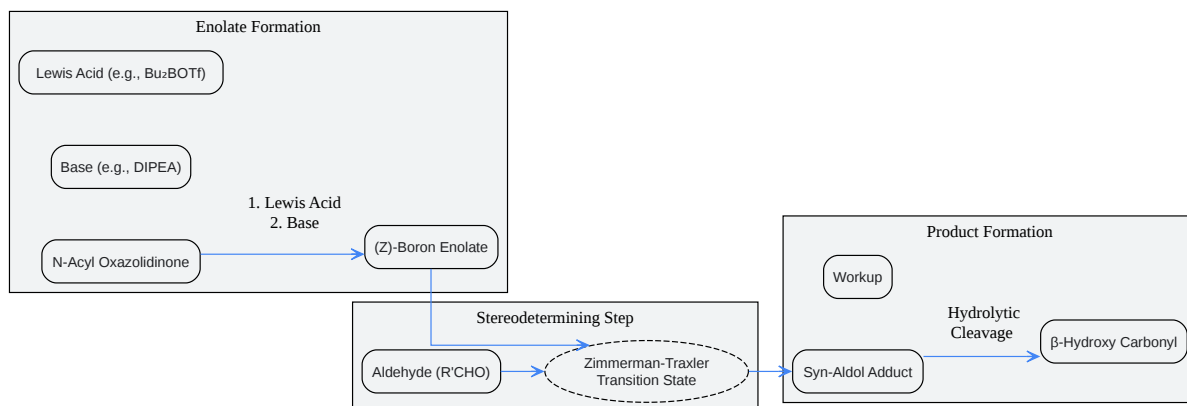 Enolate Formation
Lewis Acid (e.g., Bu₂BOTf)
Base (e.g., DIPEA)
1. Lewis Acid
2. Base
N-Acyl Oxazolidinone
(Z)-Boron Enolate
Stereodetermining Step
Aldehyde (R'CHO)
Zimmerman-Traxler
Transition State
Product Formation
Workup
Syn-Aldol Adduct
Hydrolytic
Cleavage
β-Hydroxy Carbonyl